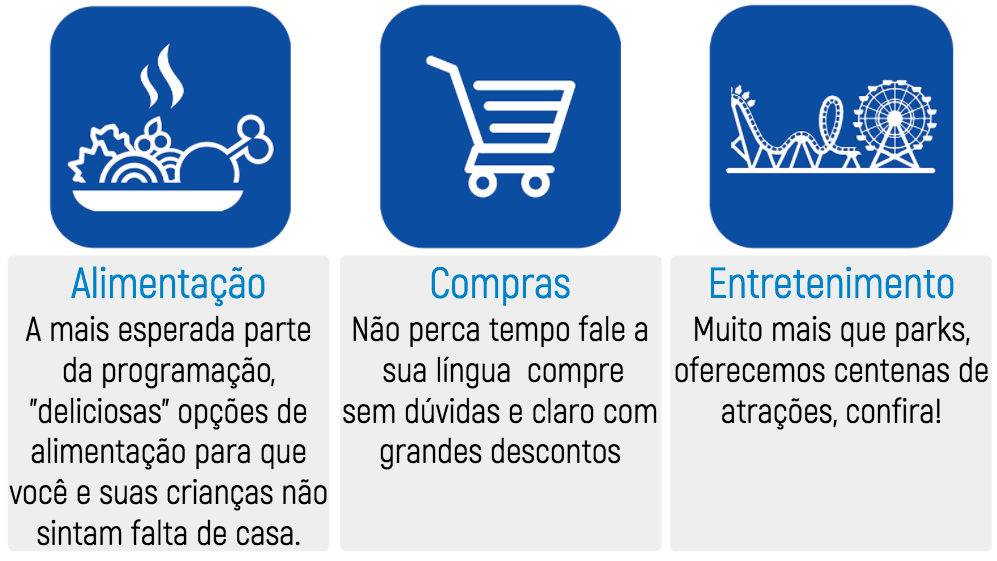 Alimentação
A mais esperada parte
da programação,
"deliciosas" opções de
alimentação para que
você e suas crianças não
sintam falta de casa.
Compras
Não perca tempo fale a
sua língua  compre
sem dúvidas e claro com
grandes descontos
Entretenimento
Muito mais que parks,
oferecemos centenas de
atrações, confira!